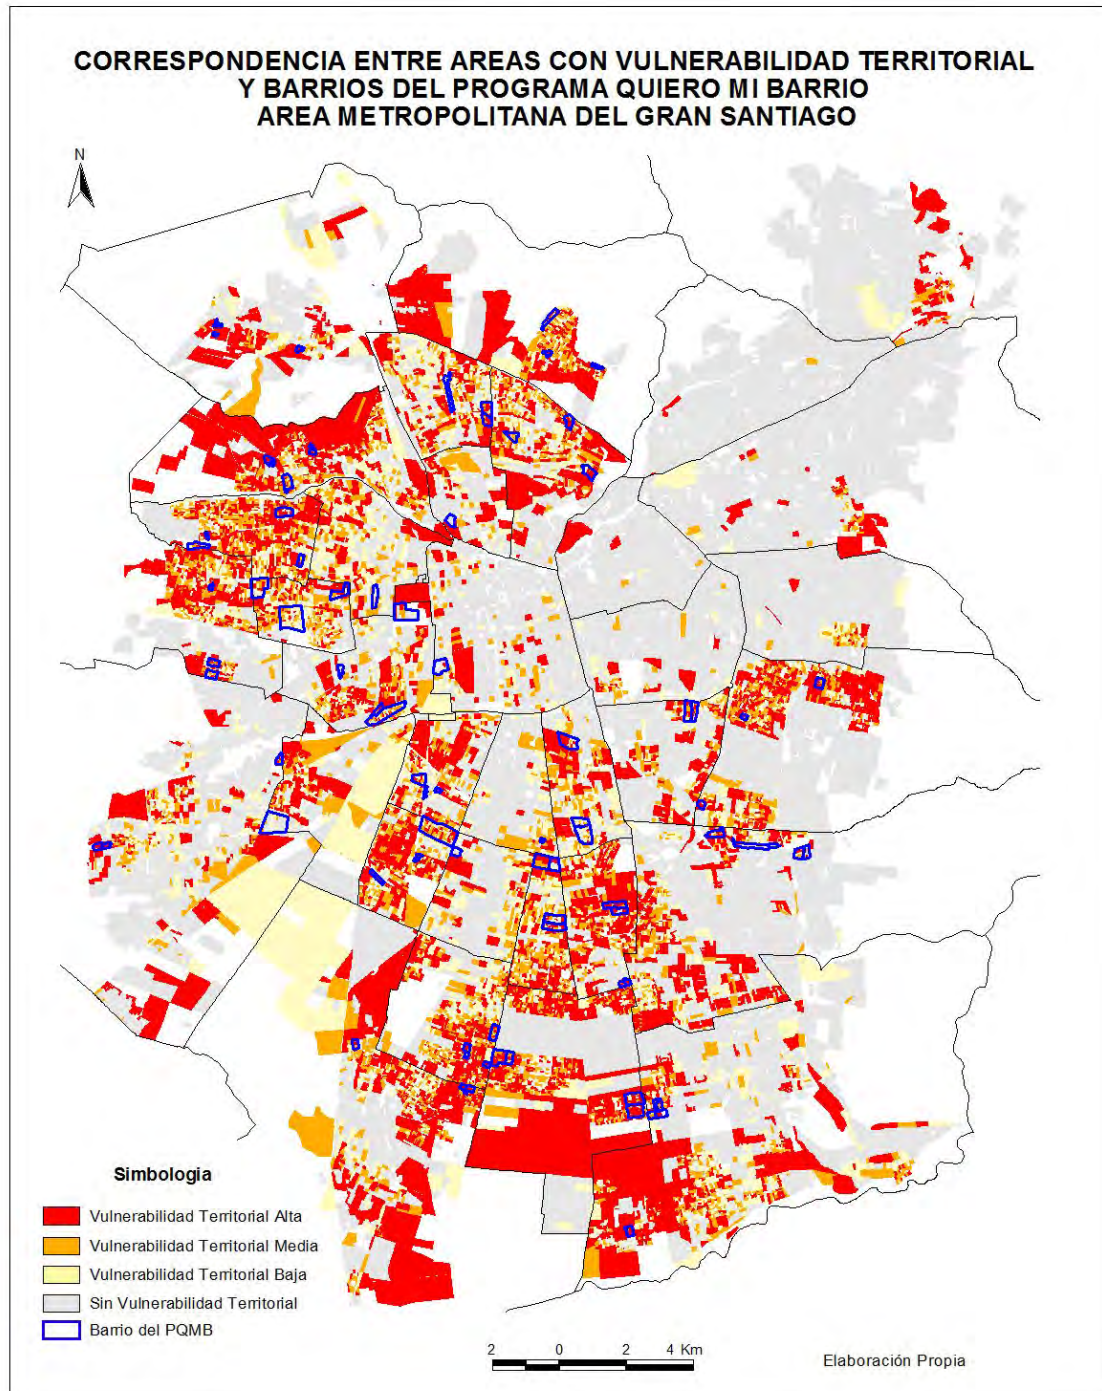 CORRESPONDENCIA ENTRE AREAS CON VULNERABILIDAD TERRITORIAL
Y BARRIOS DEL PROGRAMA QUIERO MI BARRIO
AREA METROPOLITANA DEL GRAN SANTIAGO
N
Simbologia
Vulnerabilidad Territorial Alta
Vulnerabilidad Territorial Media
Vulnerabilidad Territorial Baja
Sin Vulnerabilidad Territorial
Barrio del PQMB
2 0 2 4 Km
Elaboración Propia